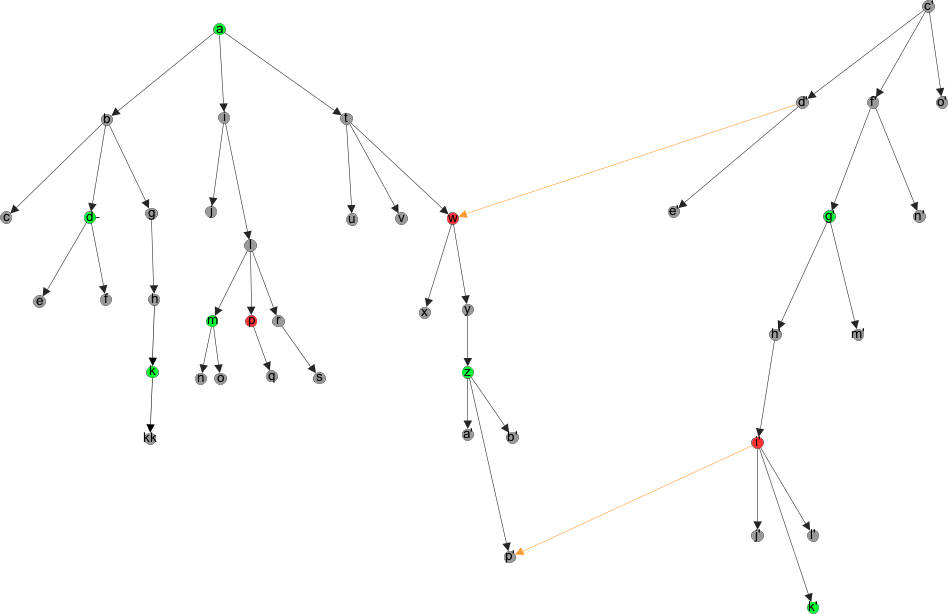 c'
a
d' f' o'
b i t
c d- g j u v w e' g' n'
l
e f h x y
m p r h' m'
k n o q s z
kk a' b' i'
j' l'
p'
k'